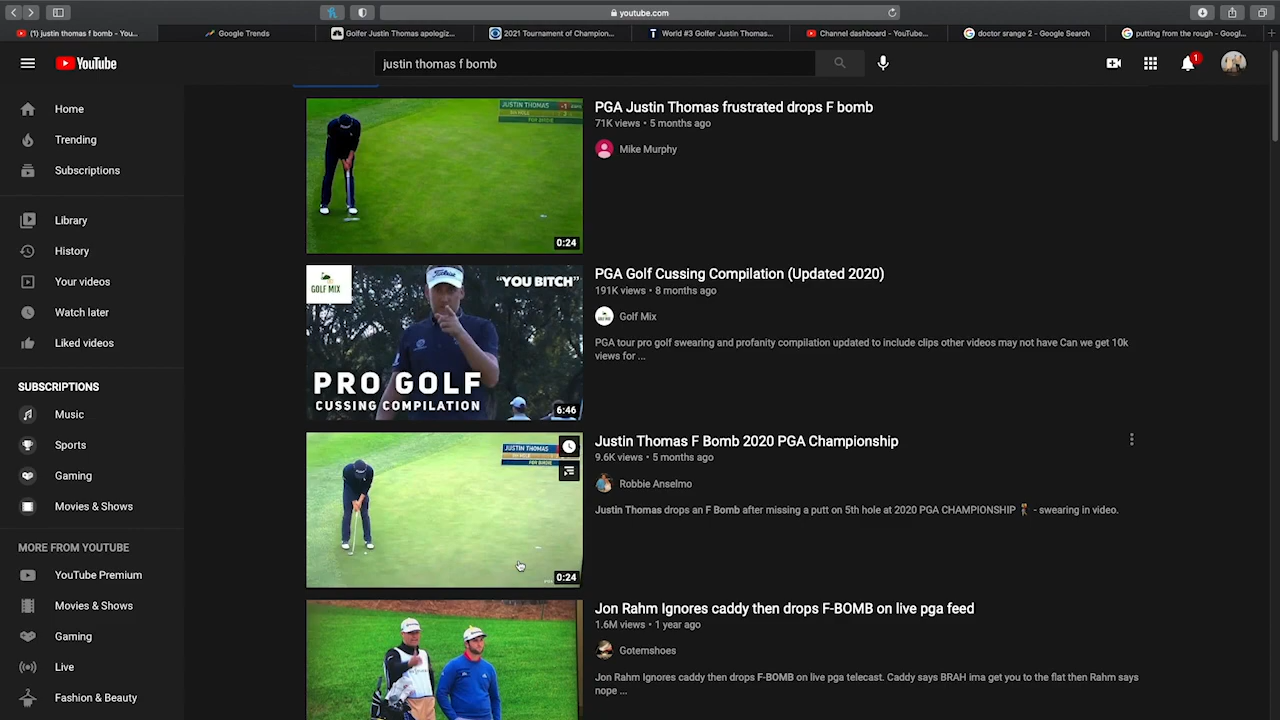 youtube.com
(1) justin thomas f bomb - You...
Google Trends
Golfer Justin Thomas apologiz...
2021 Tournament of Champion...
World #3 Golfer Justin Thomas...
Channel dashboard - YouTube...
doctor srange 2 - Google Search
putting from the rough - Googl...
YouTube
justin thomas f bomb
1
Home
Trending
Subscriptions
Library
History
Your videos
Watch later
Liked videos
SUBSCRIPTIONS
Music
Sports
Gaming
Movies & Shows
MORE FROM YOUTUBE
YouTube Premium
Movies & Shows
Gaming
Live
Fashion & Beauty
JUSTIN THOMAS
FOR BIRDIE
0:24
PGA Justin Thomas frustrated drops F bomb
71K views • 5 months ago
Mike Murphy
GOLF MIX
"YOU BITCH"
PRO GOLF
CUSSING COMPILATION
6:46
PGA Golf Cussing Compilation (Updated 2020)
191K views • 8 months ago
Golf Mix
PGA tour pro golf swearing and profanity compilation updated to include clips other videos may not have Can we get 10k
views for ...
JUSTIN THOMAS
FOR BIRDIE
0:24
Justin Thomas F Bomb 2020 PGA Championship
9.6K views • 5 months ago
Robbie Anselmo
Justin Thomas drops an F Bomb after missing a putt on 5th hole at 2020 PGA CHAMPIONSHIP - swearing in video.
Jon Rahm Ignores caddy then drops F-BOMB on live pga feed
1.6M views • 1 year ago
Gotemshoes
Jon Rahm Ignores caddy then drops F-BOMB on live pga telecast. Caddy says BRAH ima get you to the flat then Rahm says
nope ...